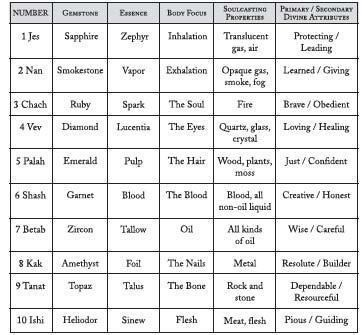 NUMBER GEMSTONE ESSENCE BODY FOCUS SOULCASTING PROPERTIES PRIMARY / SECONDARY DIVINE ATTRIBUTES
1 Jes Sapphire Zephyr Inhalation Translucent gas, air Protecting / Leading
2 Nan Smokestone Vapor Exhalation Opaque gas, smoke, fog Learned / Giving
3 Chach Ruby Spark The Soul Fire Brave / Obedient
4 Vev Diamond Lucentia The Eyes Quartz, glass, crystal Loving / Healing
5 Palah Emerald Pulp The Hair Wood, plants, moss Just / Confident
6 Shash Garnet Blood The Blood Blood, all non-oil liquid Creative / Honest
7 Betab Zircon Tallow Oil All kinds of oil Wise / Careful
8 Kak Amethyst Foil The Nails Metal Resolute / Builder
9 Tanat Topaz Talus The Bone Rock and stone Dependable / Resourceful
10 Ishi Heliodor Sinew Flesh Meat, flesh Pious / Guiding